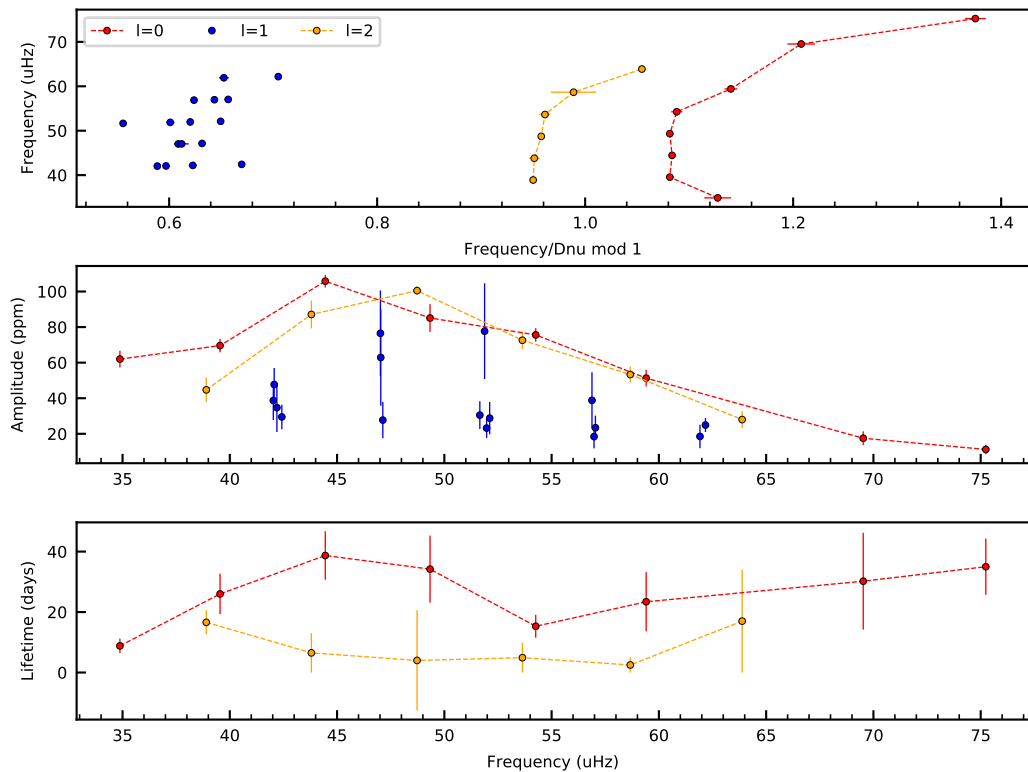 l=0 l=1 l=2
Frequency (uHz)
70
60
50
40
0.6 0.8 1.0 1.2 1.4
Frequency/Dnu mod 1
Amplitude (ppm)
100
80
60
40
20
35 40 45 50 55 60 65 70 75
Lifetime (days)
40
20
0
35 40 45 50 55 60 65 70 75
Frequency (uHz)